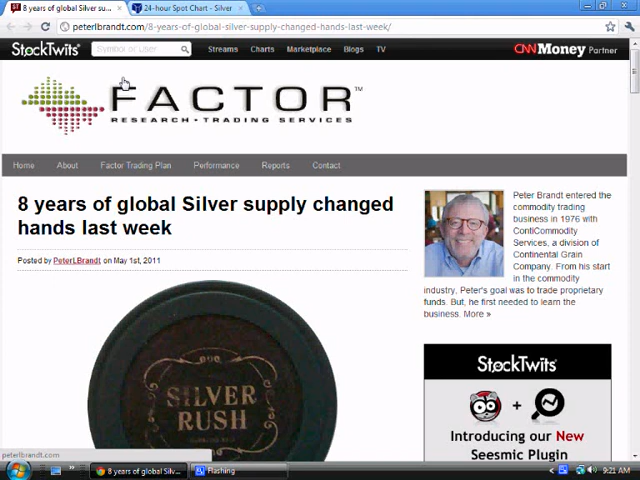 8 years of global Silver su...
24-hour Spot Chart - Silver
peterlbrandt.com/8-years-of-global-silver-supply-changed-hands-last-week/
StockTwits
Symbol or User
Streams
Charts
Marketplace
Blogs
TV
CNNMoney Partner
FACTOR™
RESEARCH • TRADING SERVICES
Home
About
Factor Trading Plan
Performance
Reports
Contact
8 years of global Silver supply changed
hands last week
Posted by PeterLBrandt on May 1st, 2011
SILVER
RUSH
Peter Brandt entered the
commodity trading
business in 1976 with
ContiCommodity
Services, a division of
Continental Grain
Company. From his start
in the commodity
industry, Peter's goal was to trade proprietary
funds. But, he first needed to learn the
business. More »
StockTwits
+
Introducing our New
Seesmic Plugin
peterlbrandt.com
8 years of global Silv...
Flashing
9:21 AM